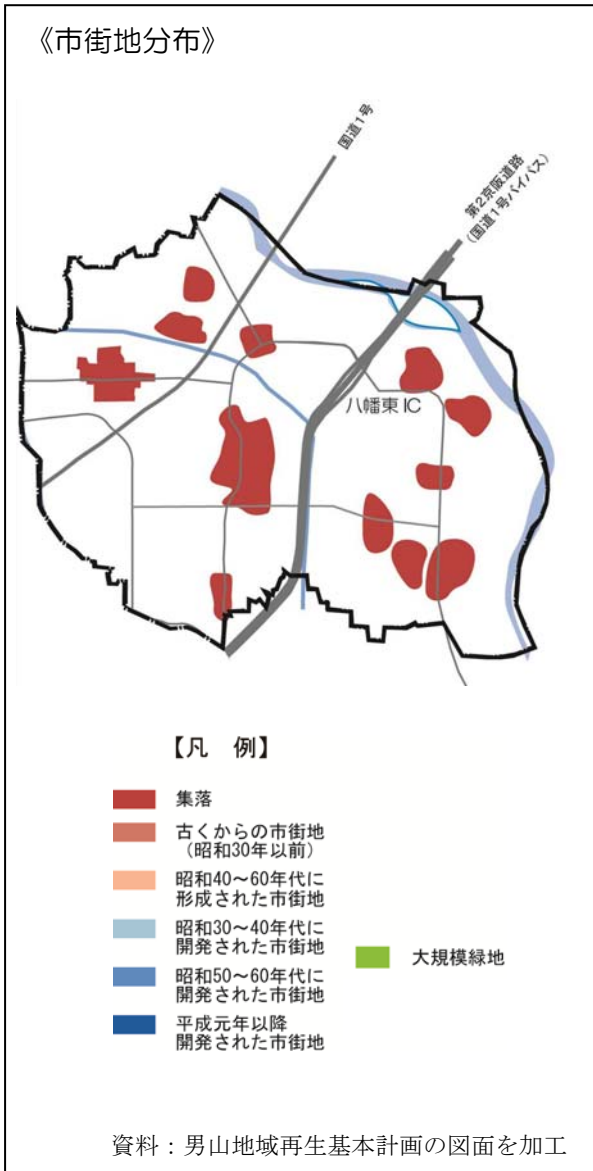 《市街地分布》
国道1号
第2京阪道路
(国道1号バイパス)
八幡東IC
【凡 例】
集落
古くからの市街地
(昭和30年以前)
昭和40~60年代に
形成された市街地
昭和30~40年代に
開発された市街地
昭和50~60年代に
開発された市街地
平成元年以降
開発された市街地
大規模緑地
資料:男山地域再生基本計画の図面を加工